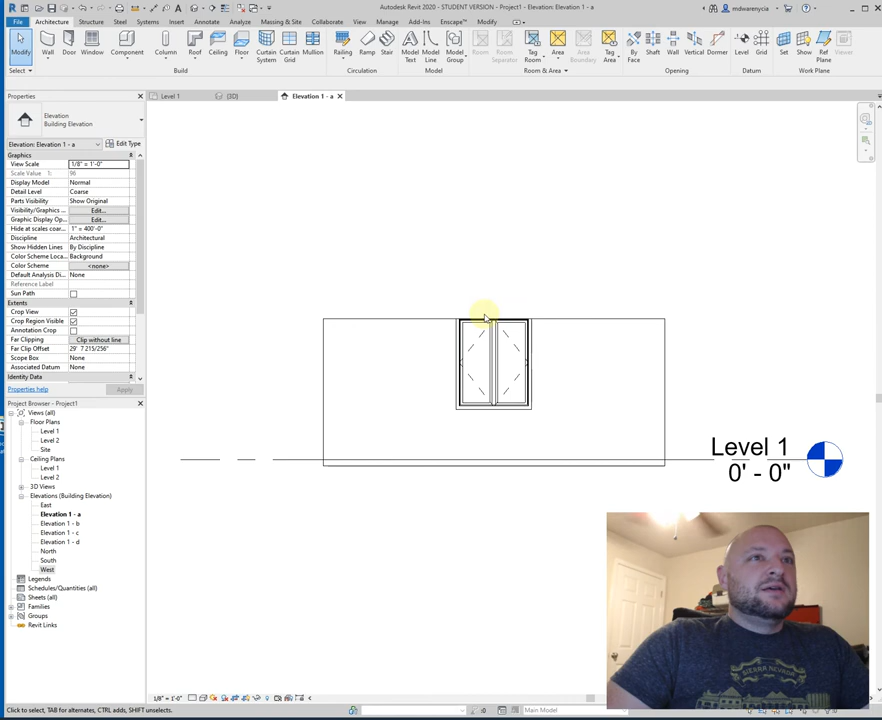 Autodesk Revit 2020 - STUDENT VERSION - Project1 - Elevation: Elevation 1 - a
mdwarenycia
File
Architecture
Structure
Steel
Systems
Insert
Annotate
Analyze
Massing & Site
Collaborate
View
Manage
Add-Ins
Enscape™
Modify
Modify
Wall
Door
Window
Component
Column
Roof
Ceiling
Floor
Curtain System
Curtain Grid
Mullion
Railing
Ramp
Stair
Model Text
Model Line
Model Group
Room
Room Separator
Tag Room
Area
Area Boundary
Tag Area
By Face
Shaft
Wall
Vertical
Dormer
Level
Grid
Set
Show
Ref Plane
Viewer
Select
Build
Circulation
Model
Room & Area
Opening
Datum
Work Plane
Properties
Level 1
{3D}
Elevation 1 - a
Elevation
Building Elevation
Elevation: Elevation 1 - a
Edit Type
Graphics
View Scale 1/8" = 1'-0"
Scale Value 1: 96
Display Model Normal
Detail Level Coarse
Parts Visibility Show Original
Visibility/Graphics ... Edit...
Graphic Display Op... Edit...
Hide at scales coar... 1" = 400'-0"
Discipline Architectural
Show Hidden Lines By Discipline
Color Scheme Loca... Background
Color Scheme <none>
Default Analysis Di... None
Reference Label
Sun Path
Extents
Crop View
Crop Region Visible
Annotation Crop
Far Clipping Clip without line
Far Clip Offset 29' 7 215/256"
Scope Box None
Associated Datum None
Identity Data
Properties help
Apply
Project Browser - Project1
Views (all)
Floor Plans
Level 1
Level 2
Site
Ceiling Plans
Level 1
Level 2
3D Views
Elevations (Building Elevation)
East
Elevation 1 - a
Elevation 1 - b
Elevation 1 - c
Elevation 1 - d
North
South
West
Legends
Schedules/Quantities (all)
Sheets (all)
Families
Groups
Revit Links
Level 1
0' - 0"
1/8" = 1'-0"
Click to select, TAB for alternates, CTRL adds, SHIFT unselects.
:0
Main Model